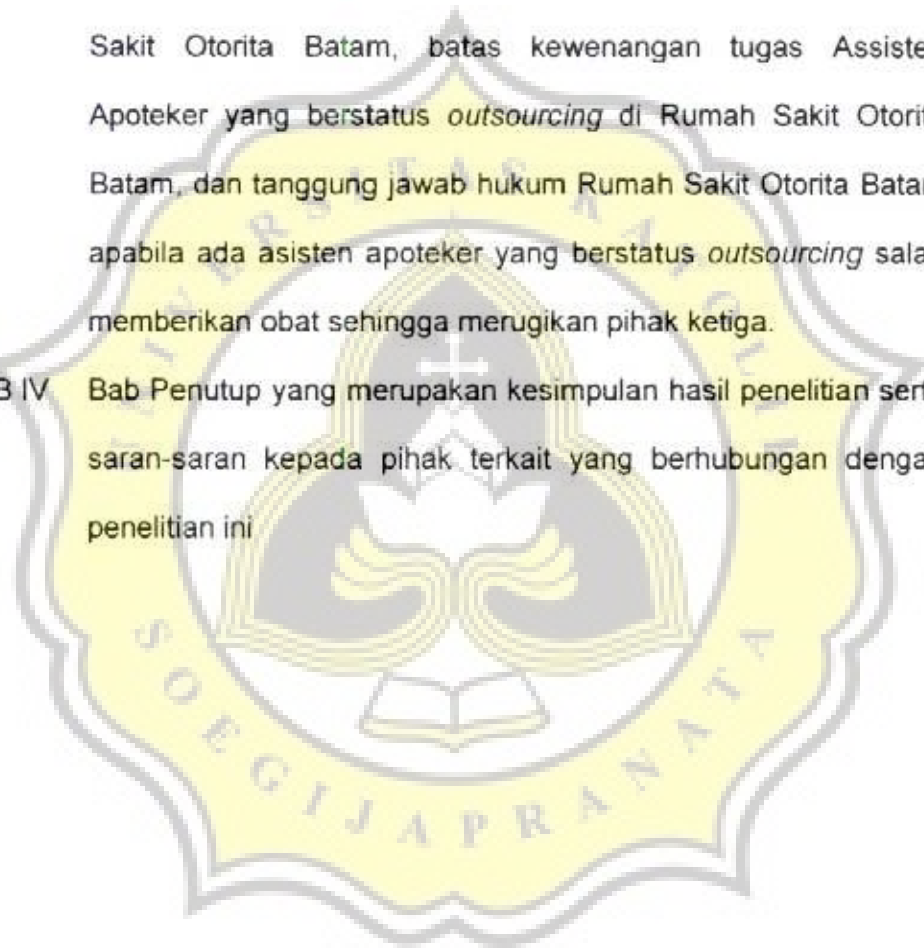 Sakit Otorita Batam, batas kewenangan tugas Assiste
Apoteker yang berstatus outsourcing di Rumah Sakit Otorit
Batam, dan tanggung jawab hukum Rumah Sakit Otorita Batar
apabila ada asisten apoteker yang berstatus outsourcing sala
memberikan obat sehingga merugikan pihak ketiga.
B IV Bab Penutup yang merupakan kesimpulan hasil penelitian ser
saran-saran kepada pihak terkait yang berhubungan denga
penelitian ini
UNIVERSITAS KATOLIK
SOEGIJAPRANATA